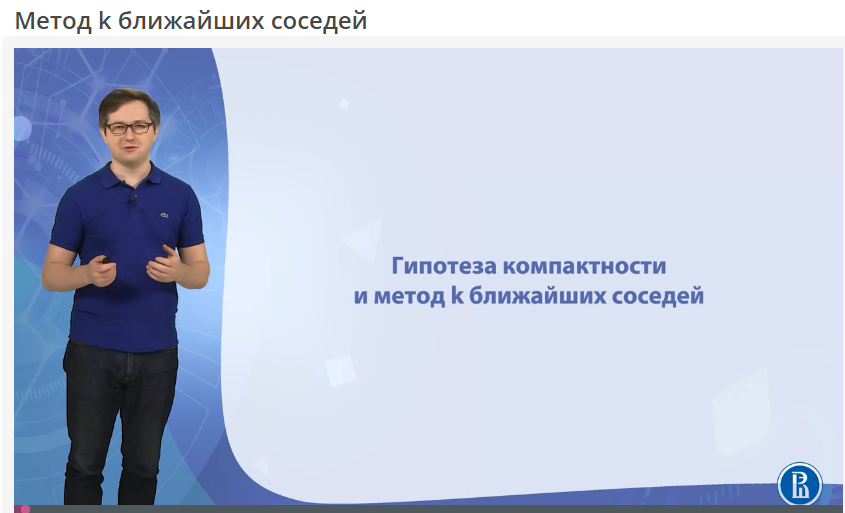 Метод k ближайших соседей
Гипотеза компактности
и метод k ближайших соседей